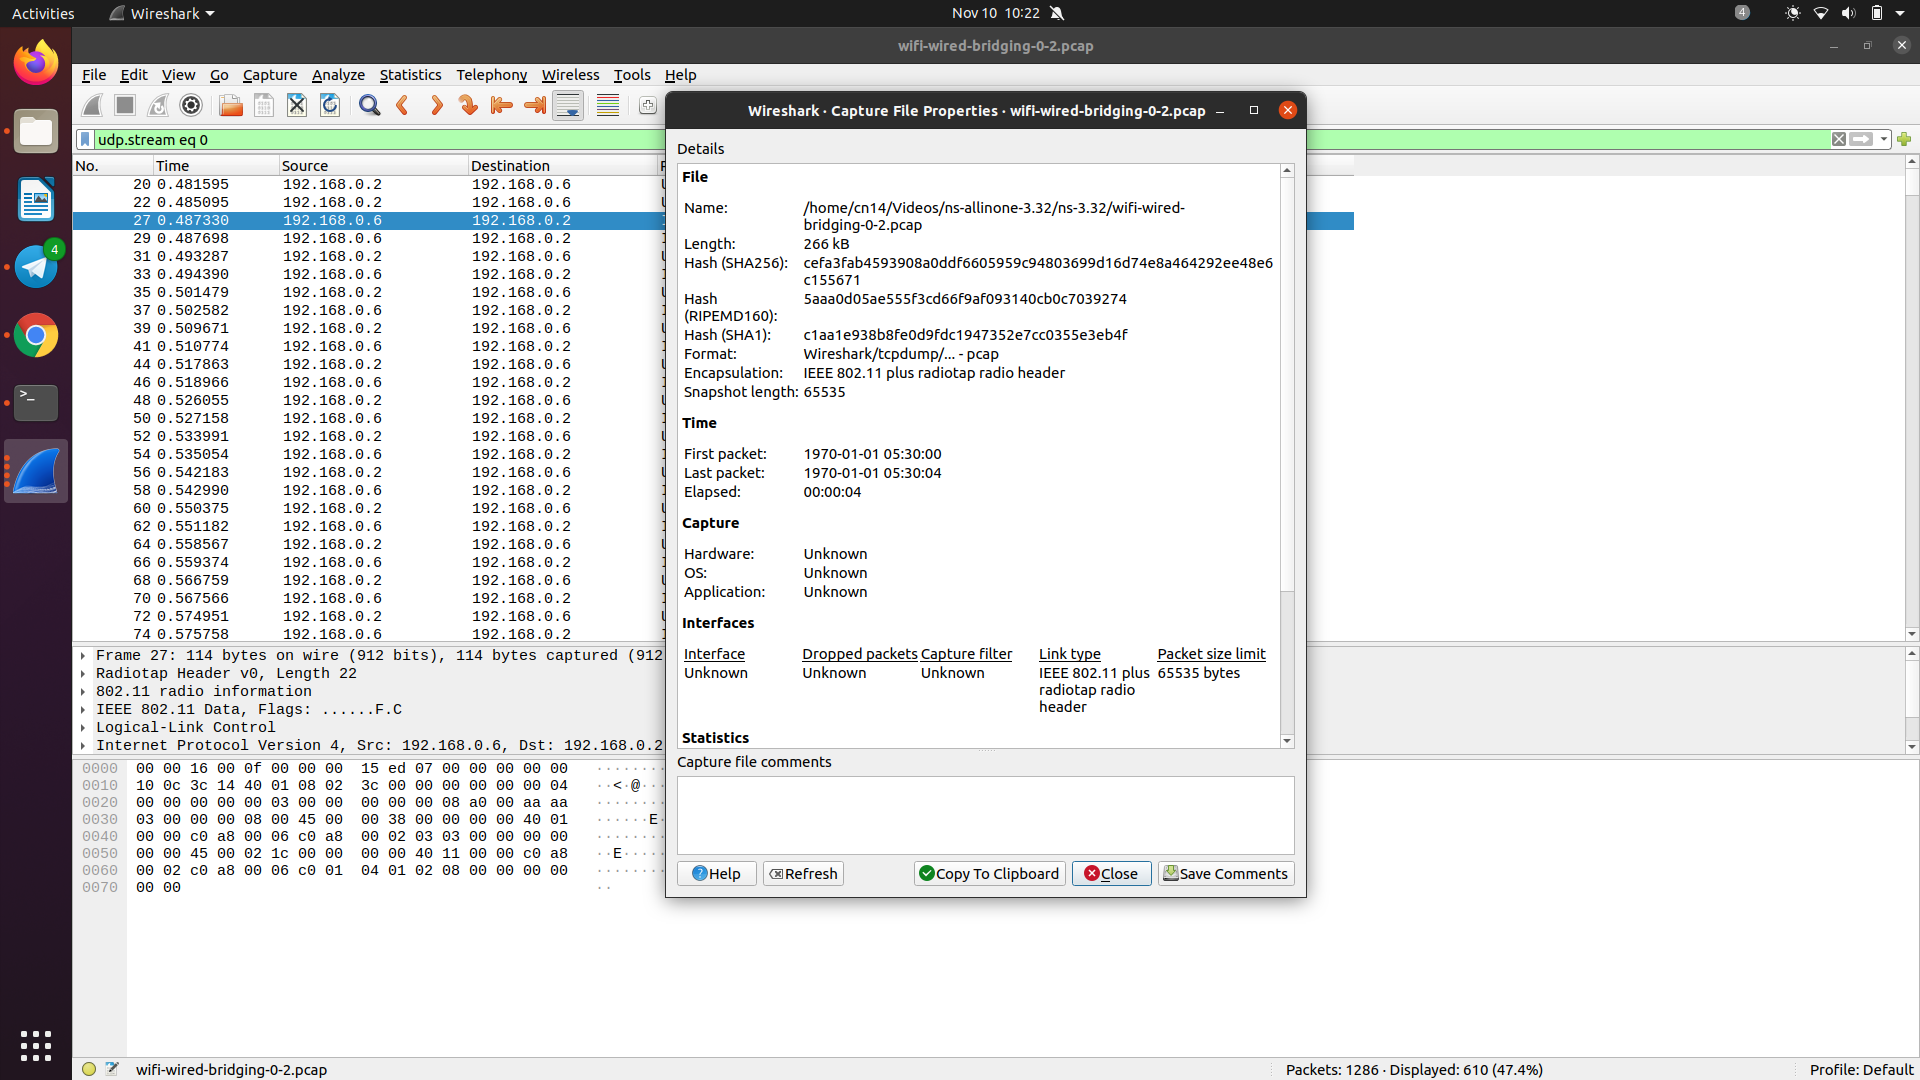 Activities
Wireshark
Nov 10 10:22
4
wifi-wired-bridging-0-2.pcap
File Edit View Go Capture Analyze Statistics Telephony Wireless Tools Help
udp.stream eq 0
No. Time Source Destination
20 0.481595 192.168.0.2 192.168.0.6
22 0.485095 192.168.0.2 192.168.0.6
27 0.487330 192.168.0.6 192.168.0.2
29 0.487698 192.168.0.6 192.168.0.2
31 0.493287 192.168.0.2 192.168.0.6
33 0.494390 192.168.0.6 192.168.0.2
35 0.501479 192.168.0.2 192.168.0.6
37 0.502582 192.168.0.6 192.168.0.2
39 0.509671 192.168.0.2 192.168.0.6
41 0.510774 192.168.0.6 192.168.0.2
44 0.517863 192.168.0.2 192.168.0.6
46 0.518966 192.168.0.6 192.168.0.2
48 0.526055 192.168.0.2 192.168.0.6
50 0.527158 192.168.0.6 192.168.0.2
52 0.533991 192.168.0.2 192.168.0.6
54 0.535054 192.168.0.6 192.168.0.2
56 0.542183 192.168.0.2 192.168.0.6
58 0.542990 192.168.0.6 192.168.0.2
60 0.550375 192.168.0.2 192.168.0.6
62 0.551182 192.168.0.6 192.168.0.2
64 0.558567 192.168.0.2 192.168.0.6
66 0.559374 192.168.0.6 192.168.0.2
68 0.566759 192.168.0.2 192.168.0.6
70 0.567566 192.168.0.6 192.168.0.2
72 0.574951 192.168.0.2 192.168.0.6
74 0.575758 192.168.0.6 192.168.0.2
Frame 27: 114 bytes on wire (912 bits), 114 bytes captured (912
Radiotap Header v0, Length 22
802.11 radio information
IEEE 802.11 Data, Flags: ......F.C
Logical-Link Control
Internet Protocol Version 4, Src: 192.168.0.6, Dst: 192.168.0.2
0000 00 00 16 00 0f 00 00 00 15 ed 07 00 00 00 00 00 ········
0010 10 0c 3c 14 40 01 08 02 3c 00 00 00 00 00 00 04 ··<·@···
0020 00 00 00 00 00 03 00 00 00 00 00 08 a0 00 aa aa ········
0030 03 00 00 00 08 00 45 00 00 38 00 00 00 00 40 01 ······E·
0040 00 00 c0 a8 00 06 c0 a8 00 02 03 03 00 00 00 00 ········
0050 00 00 45 00 02 1c 00 00 00 00 40 11 00 00 c0 a8 ··E·····
0060 00 02 c0 a8 00 06 c0 01 04 01 02 08 00 00 00 00 ········
0070 00 00 ··
Wireshark · Capture File Properties · wifi-wired-bridging-0-2.pcap
Details
File
Name: /home/cn14/Videos/ns-allinone-3.32/ns-3.32/wifi-wired-
bridging-0-2.pcap
Length: 266 kB
Hash (SHA256): cefa3fab4593908a0ddf6605959c94803699d16d74e8a464292ee48e6
c155671
Hash 5aaa0d05ae555f3cd66f9af093140cb0c7039274
(RIPEMD160):
Hash (SHA1): c1aa1e938b8fe0d9fdc1947352e7cc0355e3eb4f
Format: Wireshark/tcpdump/... - pcap
Encapsulation: IEEE 802.11 plus radiotap radio header
Snapshot length: 65535
Time
First packet: 1970-01-01 05:30:00
Last packet: 1970-01-01 05:30:04
Elapsed: 00:00:04
Capture
Hardware: Unknown
OS: Unknown
Application: Unknown
Interfaces
Interface Dropped packets Capture filter Link type Packet size limit
Unknown Unknown Unknown IEEE 802.11 plus 65535 bytes
radiotap radio
header
Statistics
Capture file comments
Help Refresh Copy To Clipboard Close Save Comments
wifi-wired-bridging-0-2.pcap
Packets: 1286 · Displayed: 610 (47.4%)
Profile: Default
4